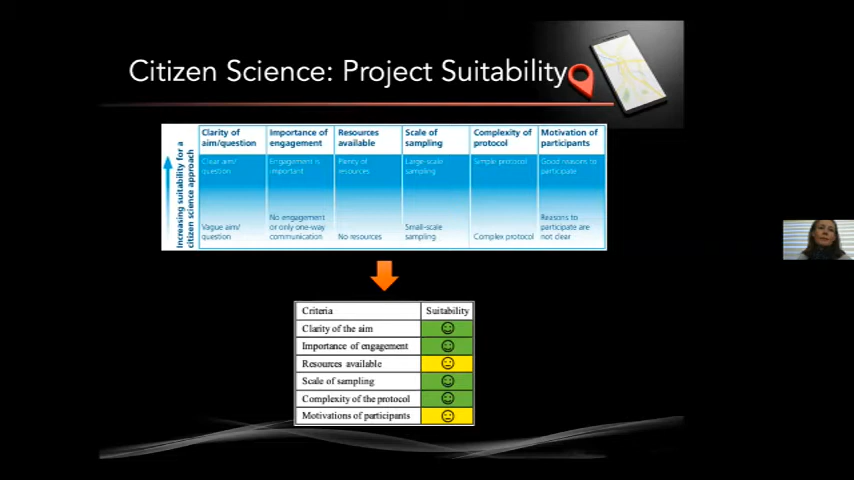 Citizen Science: Project Suitability
Increasing suitability for a
citizen science approach
Clarity of
aim/question
Importance of
engagement
Resources
available
Scale of
sampling
Complexity of
protocol
Motivation of
participants
Clear aim/
question
Engagement is
important
Plenty of
resources
Large-scale
sampling
Simple protocol
Good reasons to
participate
Vague aim/
question
No engagement
or only one-way
communication
No resources
Small-scale
sampling
Complex protocol
Reasons to
participate are
not clear
Criteria Suitability
Clarity of the aim
Importance of engagement
Resources available
Scale of sampling
Complexity of the protocol
Motivations of participants